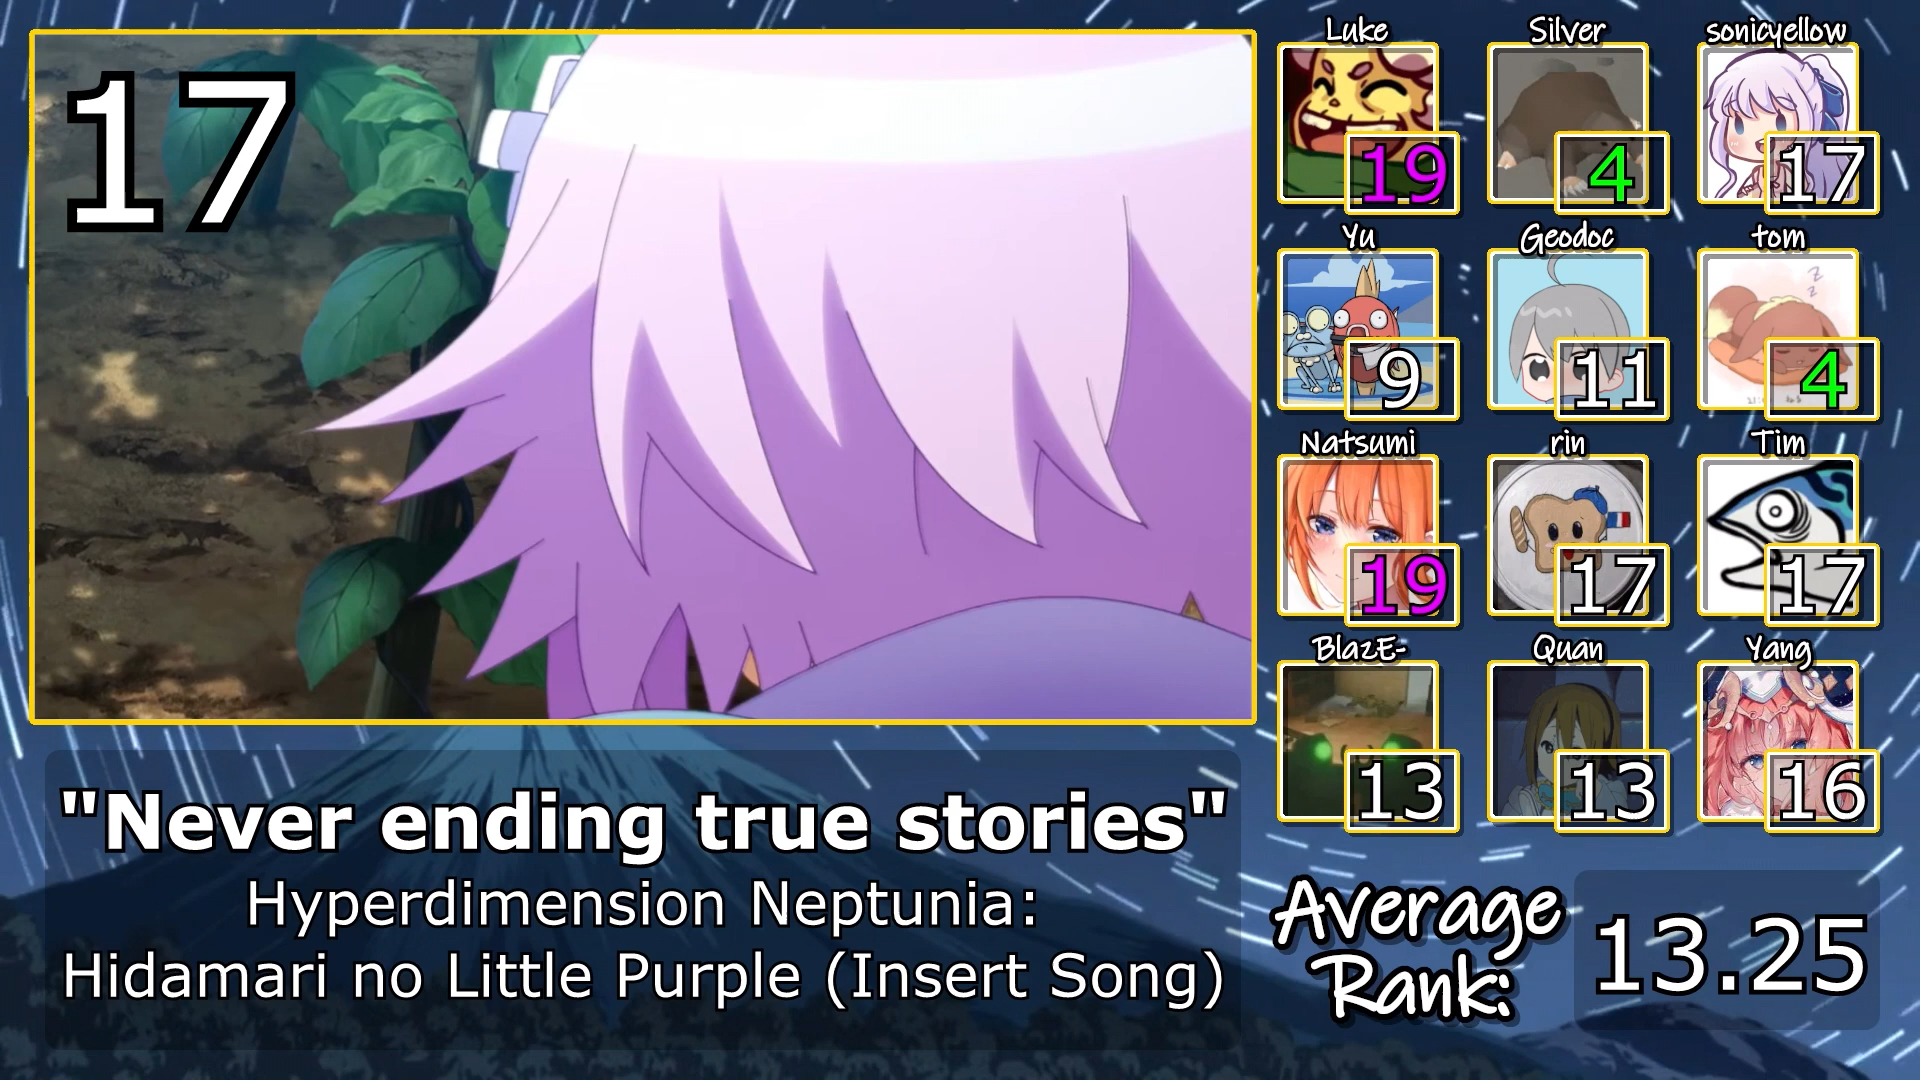 17
Luke
Silver
sonicyellow
19
4
17
Yu
Geodoc
tom
z
z
9
11
4
Natsumi
rin
Tim
19
17
17
BlazE-
Quan
Yang
13
13
16
"Never ending true stories"
Hyperdimension Neptunia:
Hidamari no Little Purple (Insert Song)
Average
Rank:
13.25